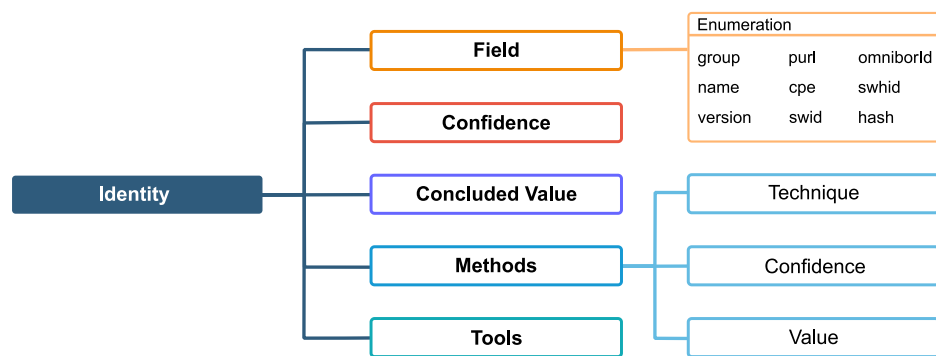 Identity
Field
Confidence
Concluded Value
Methods
Tools
Enumeration
group purl omniborId
name cpe swhid
version swid hash
Technique
Confidence
Value